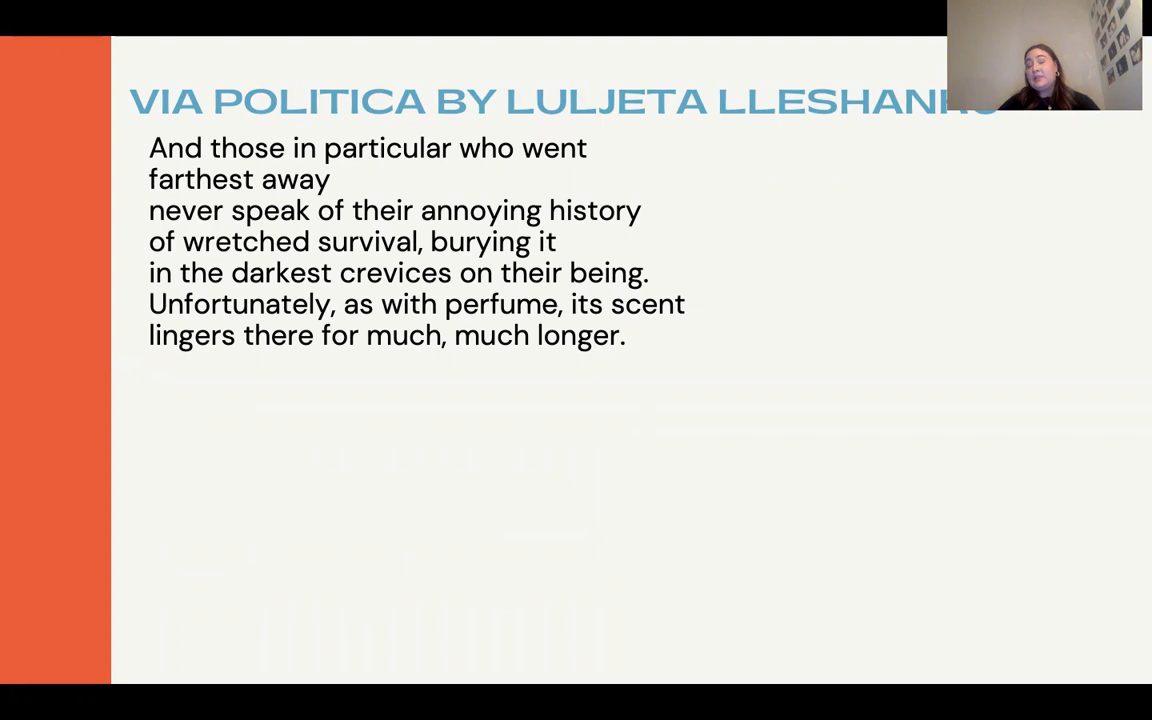 VIA POLITICA BY LULJETA
And those in particular who went
farthest away
never speak of their annoying history
of wretched survival, burying it
in the darkest crevices on their being.
Unfortunately, as with perfume, its scent
lingers there for much, much longer.